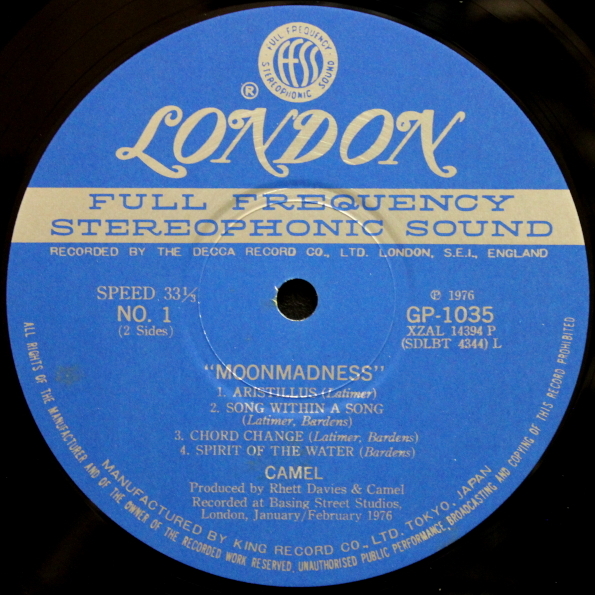 FULL FREQUENCY
ffss
STEREOPHONIC SOUND
®
LONDON
FULL FREQUENCY
STEREOPHONIC SOUND
RECORDED BY THE DECCA RECORD CO., LTD. LONDON, S.E.I., ENGLAND
SPEED 33⅓
NO. 1
(2 Sides)
℗ 1976
GP-1035
XZAL 14394 P
(SDLBT 4344) L
"MOONMADNESS"
1. ARISTILLUS (Latimer)
2. SONG WITHIN A SONG
(Latimer, Bardens)
3. CHORD CHANGE (Latimer, Bardens)
4. SPIRIT OF THE WATER (Bardens)
CAMEL
Produced by Rhett Davies & Camel
Recorded at Basing Street Studios,
London, January/February 1976
MANUFACTURED BY KING RECORD CO., LTD. TOKYO, JAPAN
ALL RIGHTS OF THE MANUFACTURER AND OF THE OWNER OF THE RECORDED WORK RESERVED, UNAUTHORISED PUBLIC PERFORMANCE, BROADCASTING AND COPYING OF THIS RECORD PROHIBITED